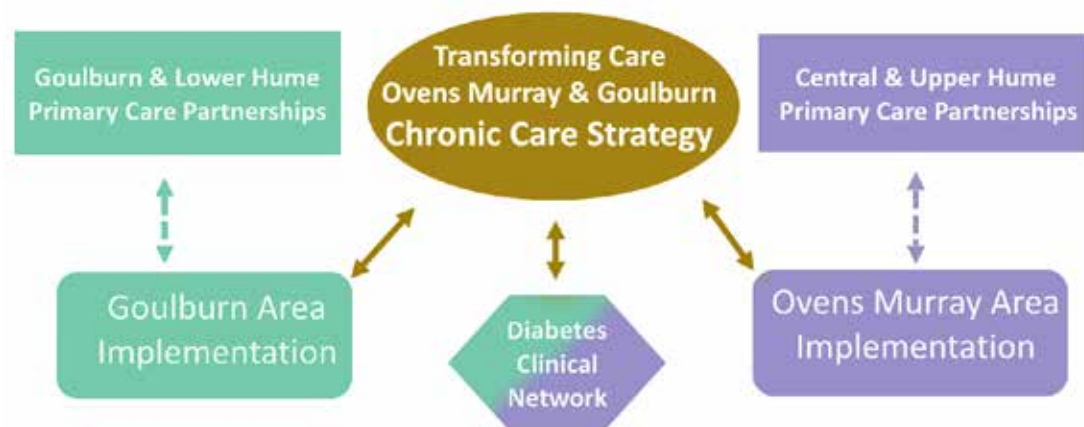 Goulburn & Lower Hume
Primary Care Partnerships
Transforming Care
Ovens Murray & Goulburn
Chronic Care Strategy
Central & Upper Hume
Primary Care Partnerships
Goulburn Area
Implementation
Diabetes
Clinical
Network
Ovens Murray Area
Implementation